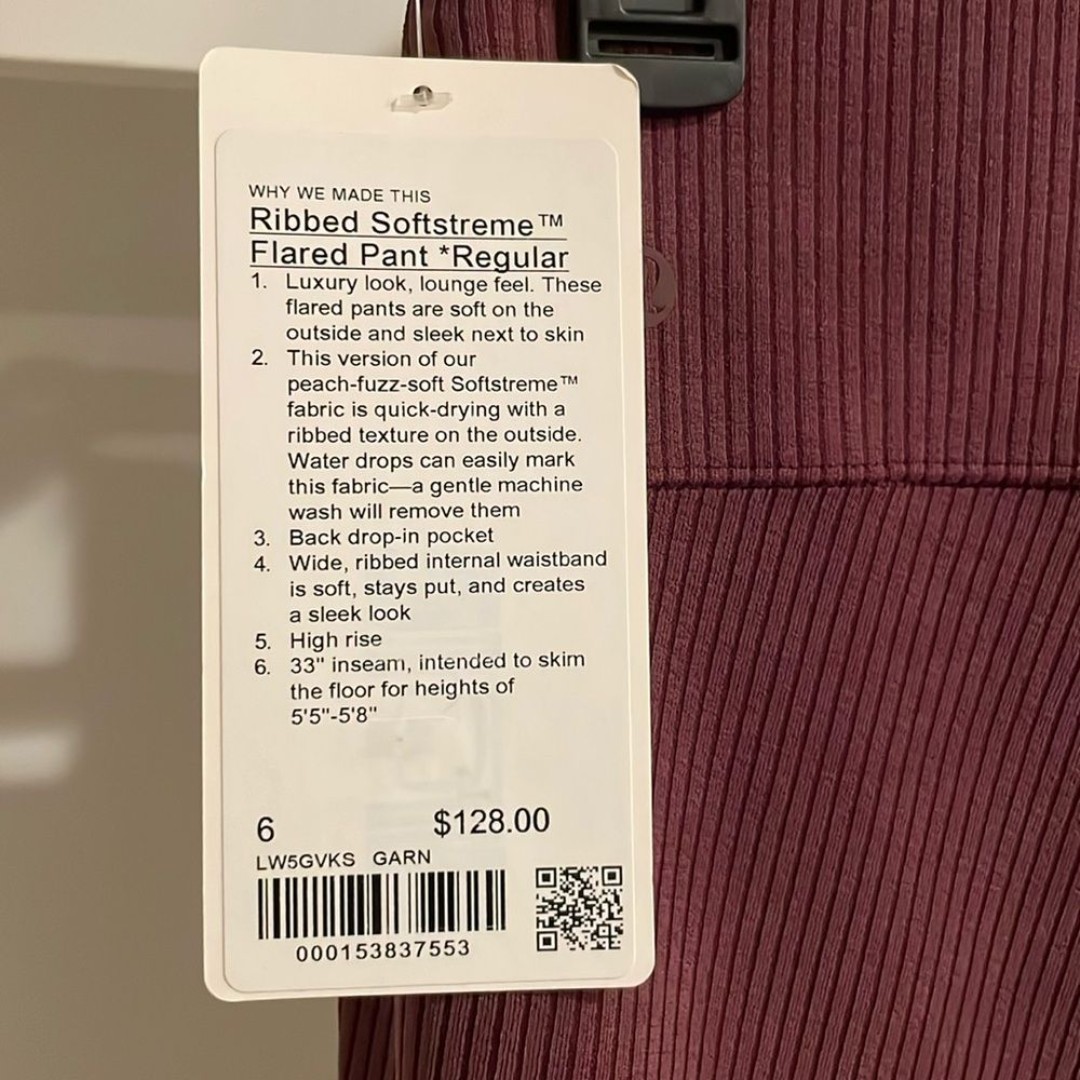 WHY WE MADE THIS
Ribbed Softstreme™
Flared Pant *Regular
1. Luxury look, lounge feel. These
flared pants are soft on the
outside and sleek next to skin
2. This version of our
peach-fuzz-soft Softstreme™
fabric is quick-drying with a
ribbed texture on the outside.
Water drops can easily mark
this fabric—a gentle machine
wash will remove them
3. Back drop-in pocket
4. Wide, ribbed internal waistband
is soft, stays put, and creates
a sleek look
5. High rise
6. 33" inseam, intended to skim
the floor for heights of
5'5"-5'8"
6 $128.00
LW5GVKS GARN
000153837553